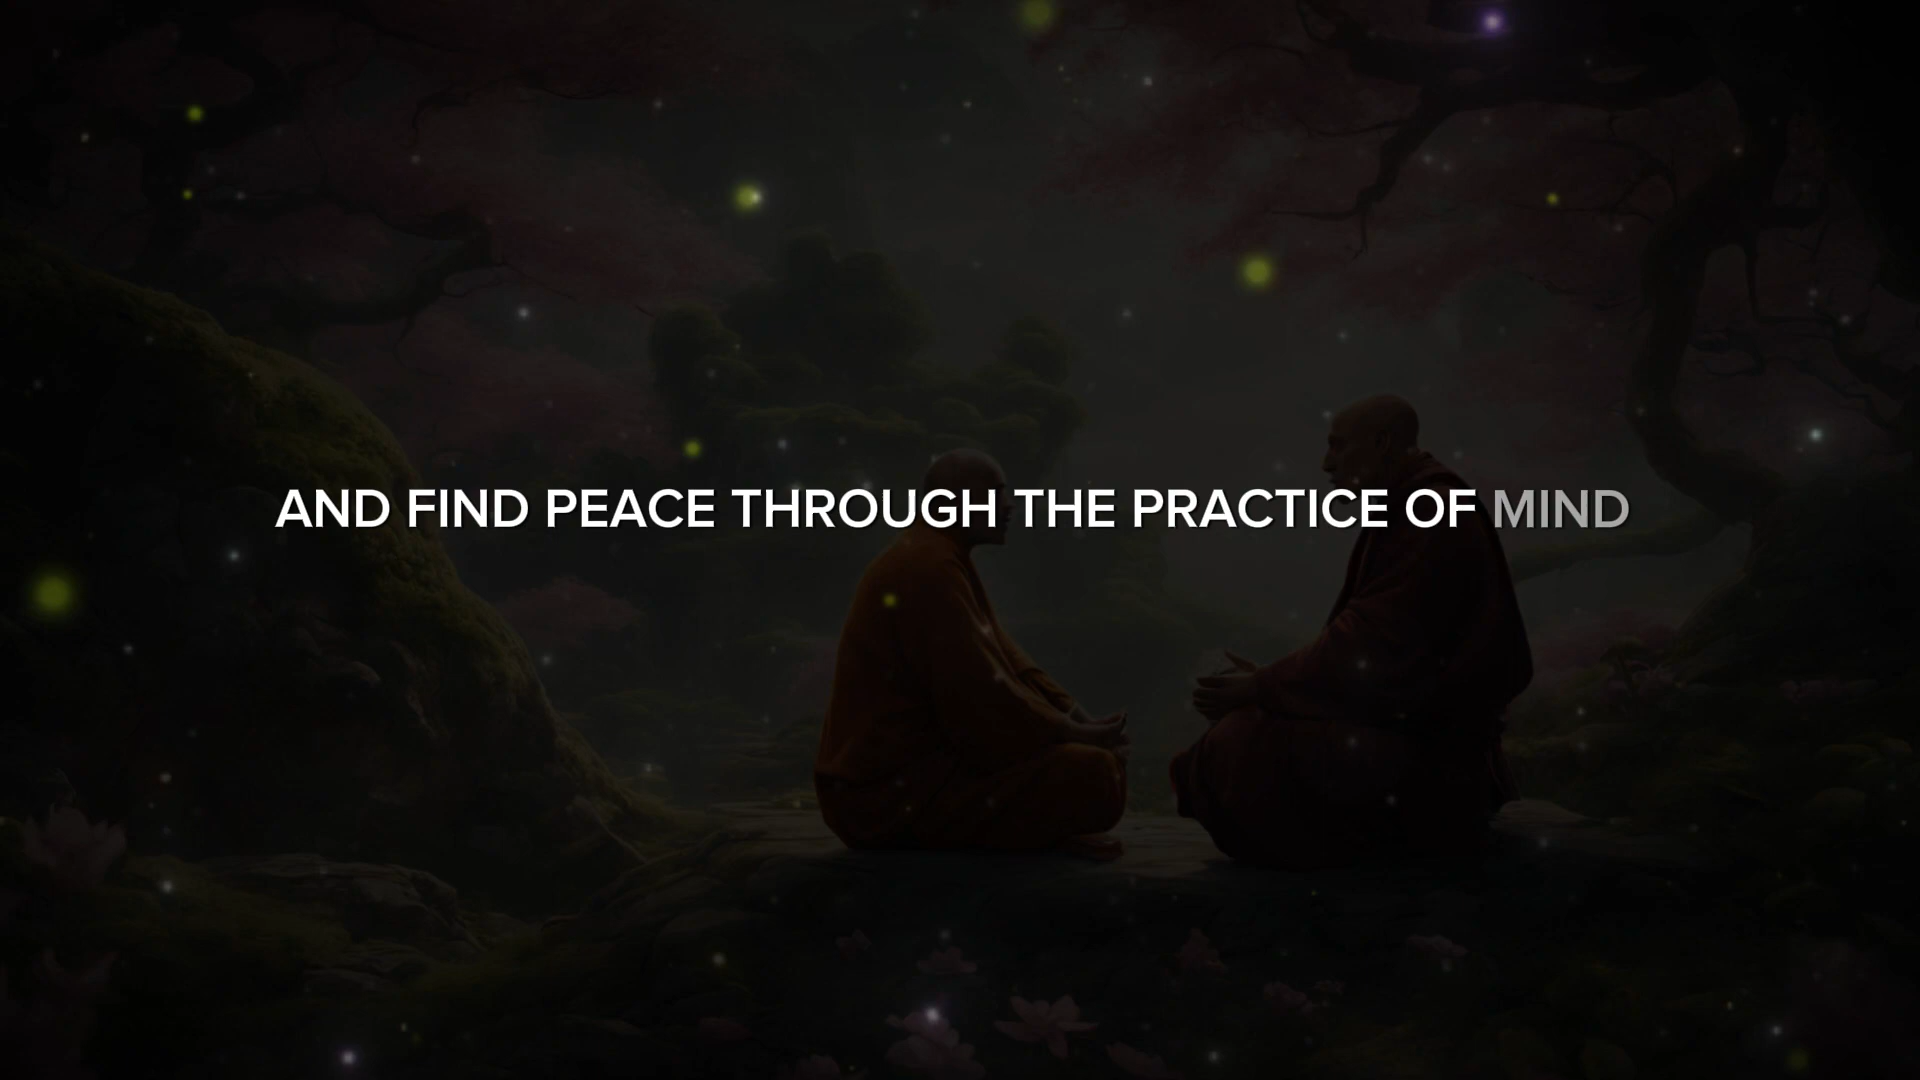 AND FIND PEACE THROUGH THE PRACTICE OF MIND